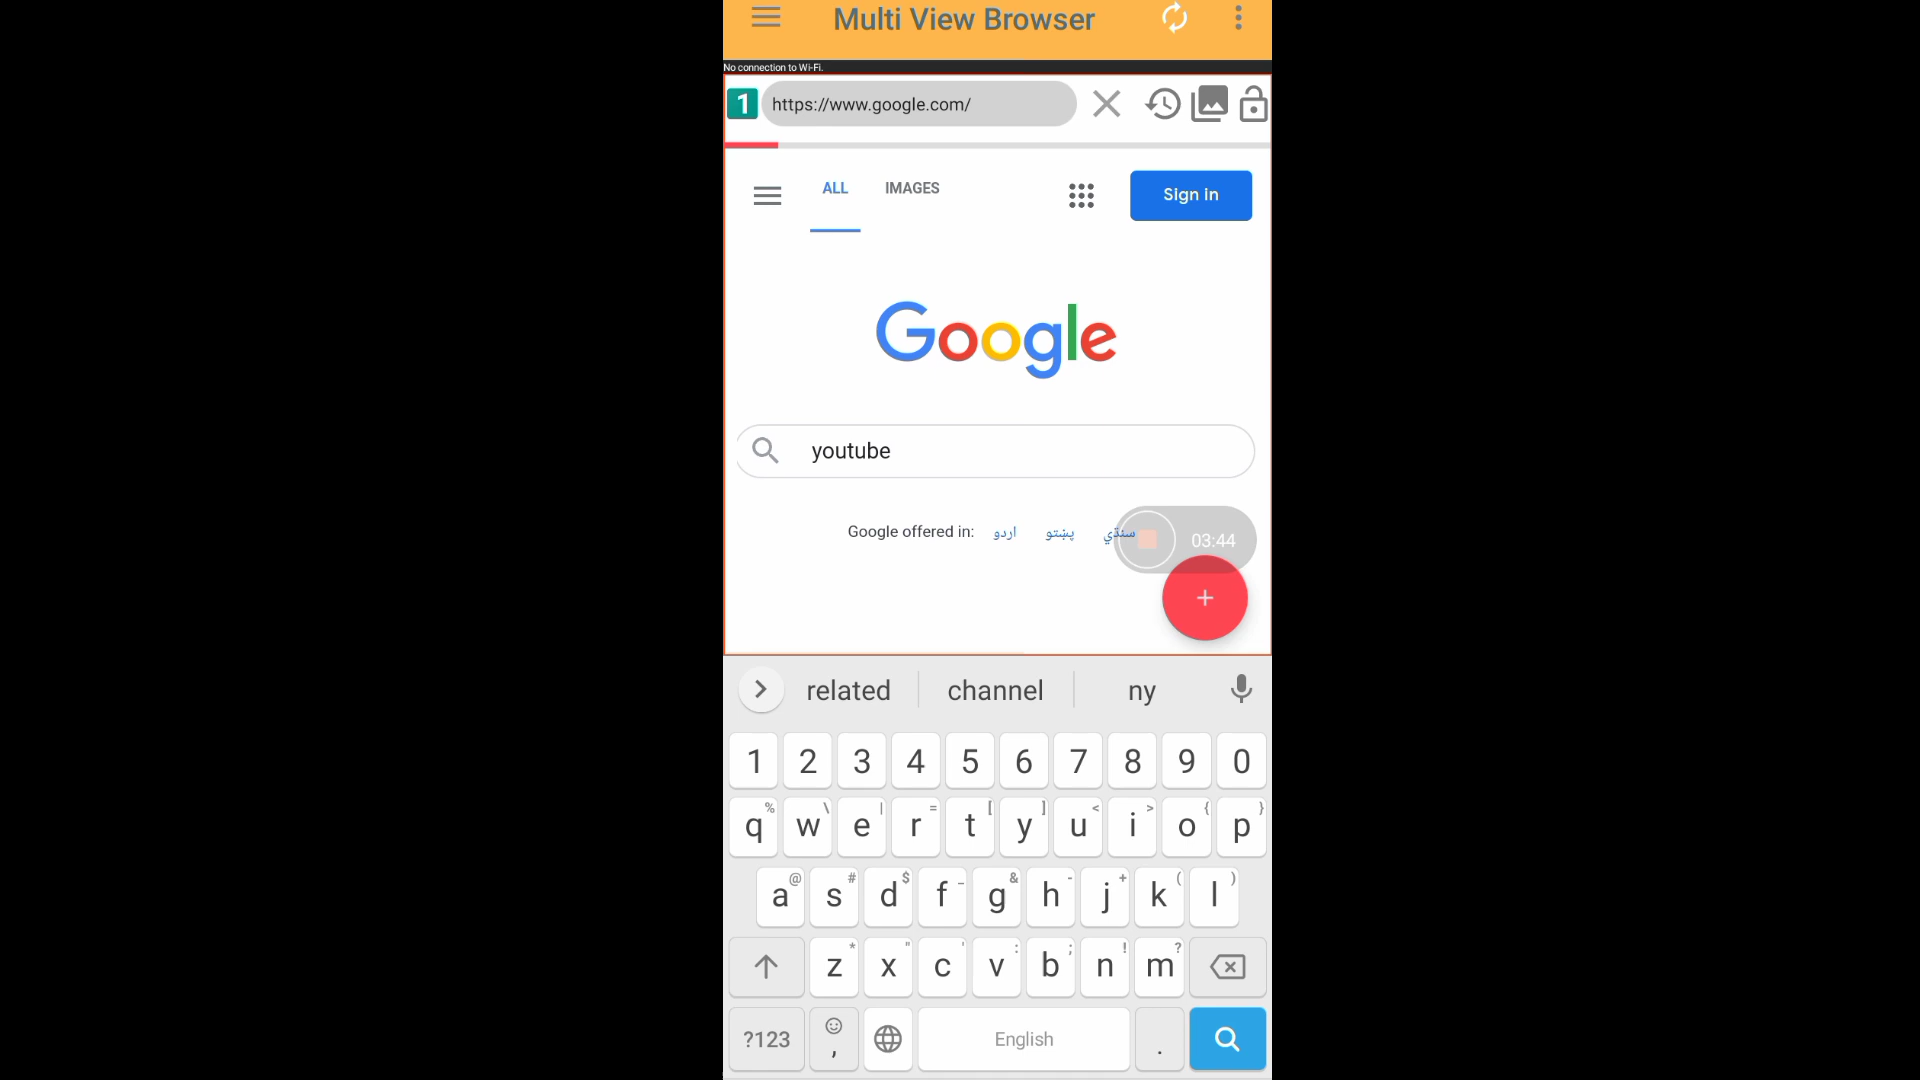 Multi View Browser
No connection to Wi-Fi.
1 https://www.google.com/
ALL IMAGES Sign in
Google
youtube
Google offered in: اردو پښتو سنڌي
03:44
+
related channel ny
1 2 3 4 5 6 7 8 9 0
% \ | = [ ] < > { }
q w e r t y u i o p
@ # $ _ & - + ( )
a s d f g h j k l
* " ' : ; ! ?
z x c v b n m
?123 , English .